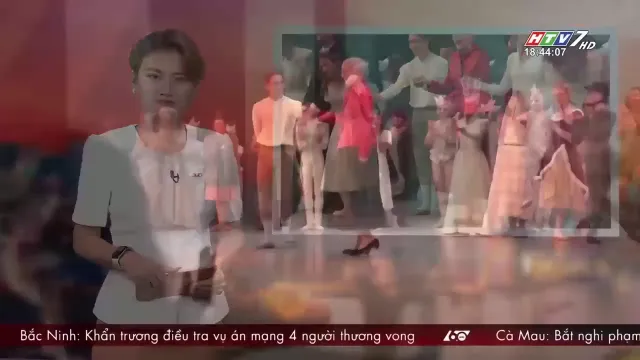 HTV7 HD
18:44:07
Bắc Ninh: Khẩn trương điều tra vụ án mạng 4 người thương vong
60
Cà Mau: Bắt nghi phạm